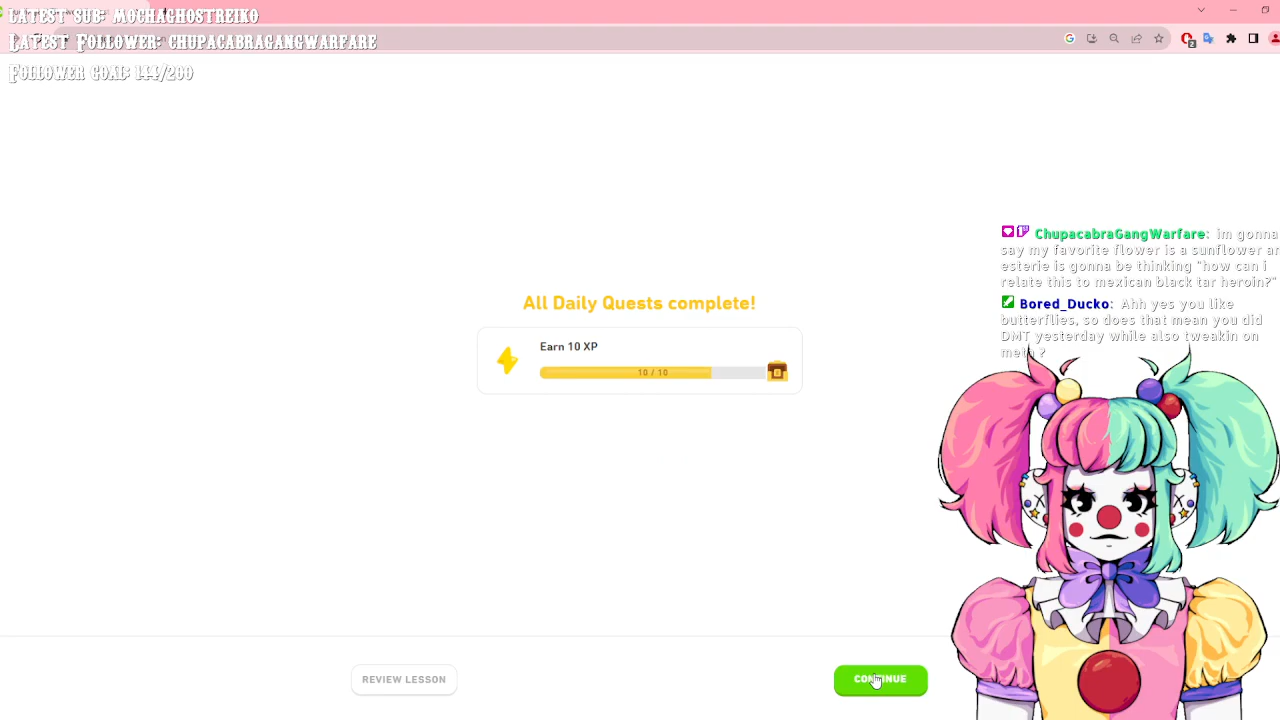 Latest Sub: mochaghostreiko
Latest Follower: chupacabragangwarfare
Follower Goal: 144/200
2
ChupacabraGangWarfare: im gonna
say my favorite flower is a sunflower an
esterie is gonna be thinking "how can i
relate this to mexican black tar heroin?"
Bored_Ducko: Ahh yes you like
butterflies, so does that mean you did
DMT yesterday while also tweakin on
meth ?
All Daily Quests complete!
Earn 10 XP
10 / 10
REVIEW LESSON
CONTINUE